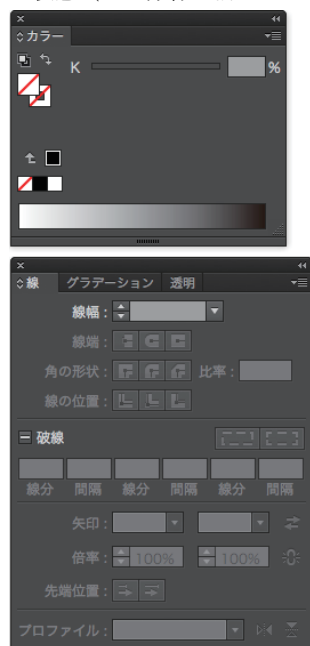 カラー
K %
線 グラデーション 透明
線幅 :
線端 :
角の形状 : 比率 :
線の位置 :
破線
線分 間隔 線分 間隔 線分 間隔
矢印 :
倍率 : 100% 100%
先端位置 :
プロファイル :